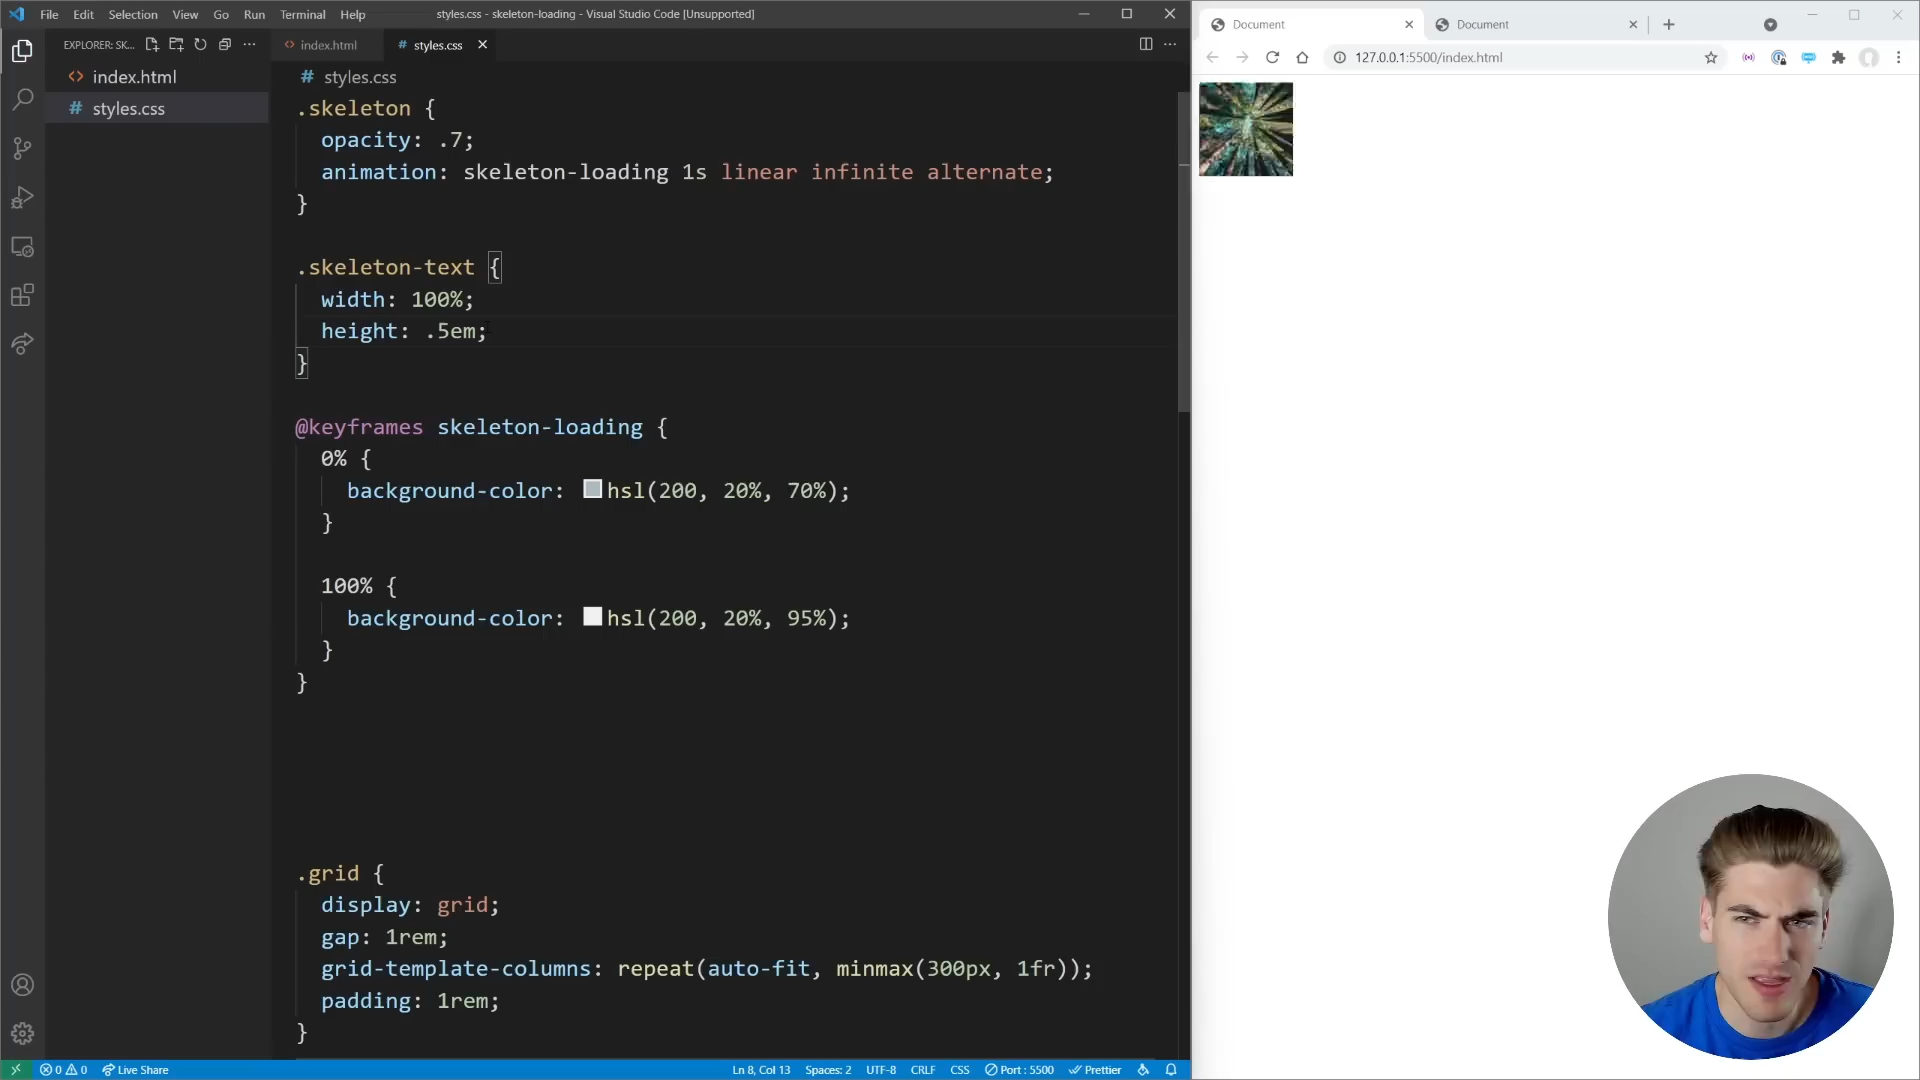 File Edit Selection View Go Run Terminal Help
styles.css - skeleton-loading - Visual Studio Code [Unsupported]
EXPLORER: SK...
index.html
styles.css
index.html
# styles.css
# styles.css
# styles.css
.skeleton {
opacity: .7;
animation: skeleton-loading 1s linear infinite alternate;
}
.skeleton-text {
width: 100%;
height: .5em;
}
@keyframes skeleton-loading {
0% {
background-color: hsl(200, 20%, 70%);
}
100% {
background-color: hsl(200, 20%, 95%);
}
}
.grid {
display: grid;
gap: 1rem;
grid-template-columns: repeat(auto-fit, minmax(300px, 1fr));
padding: 1rem;
}
0 0 Live Share
Ln 8, Col 13 Spaces: 2 UTF-8 CRLF CSS Port : 5500 Prettier
Document
Document
127.0.0.1:5500/index.html